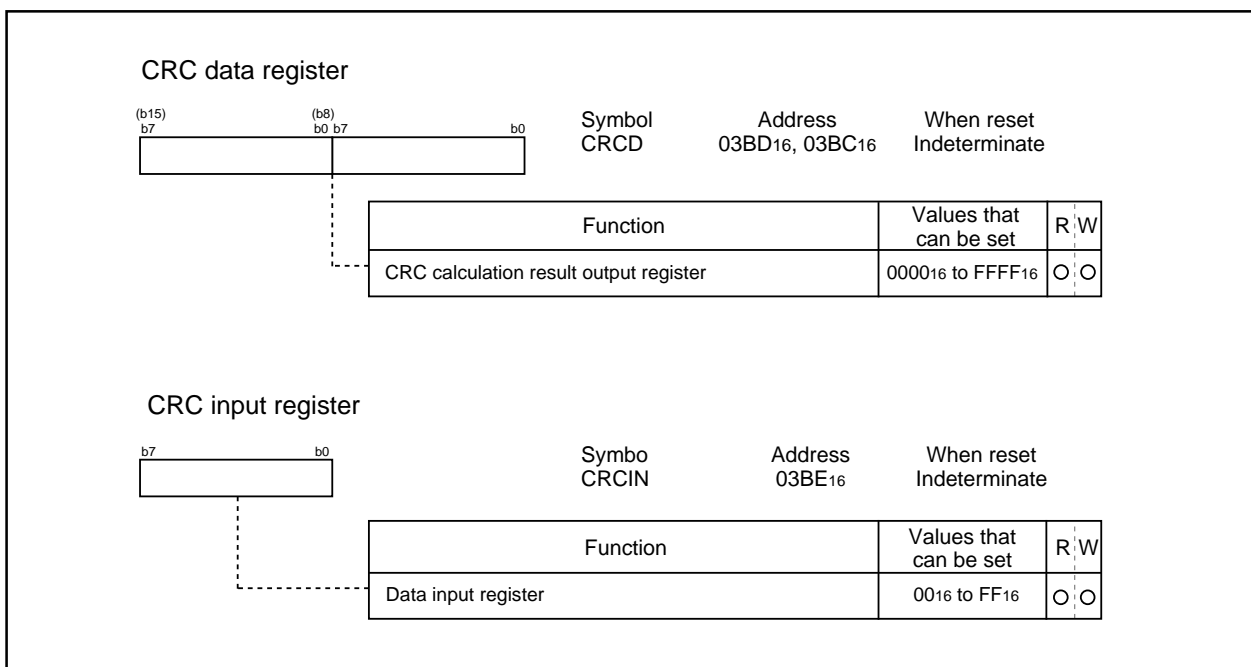 CRC data register
(b15) (b8)
b7 b0 b7 b0
Symbol Address When reset
CRCD 03BD16, 03BC16 Indeterminate
Function Values that can be set R W
CRC calculation result output register 000016 to FFFF16 O O
CRC input register
b7 b0
Symbo Address When reset
CRCIN 03BE16 Indeterminate
Function Values that can be set R W
Data input register 0016 to FF16 O O